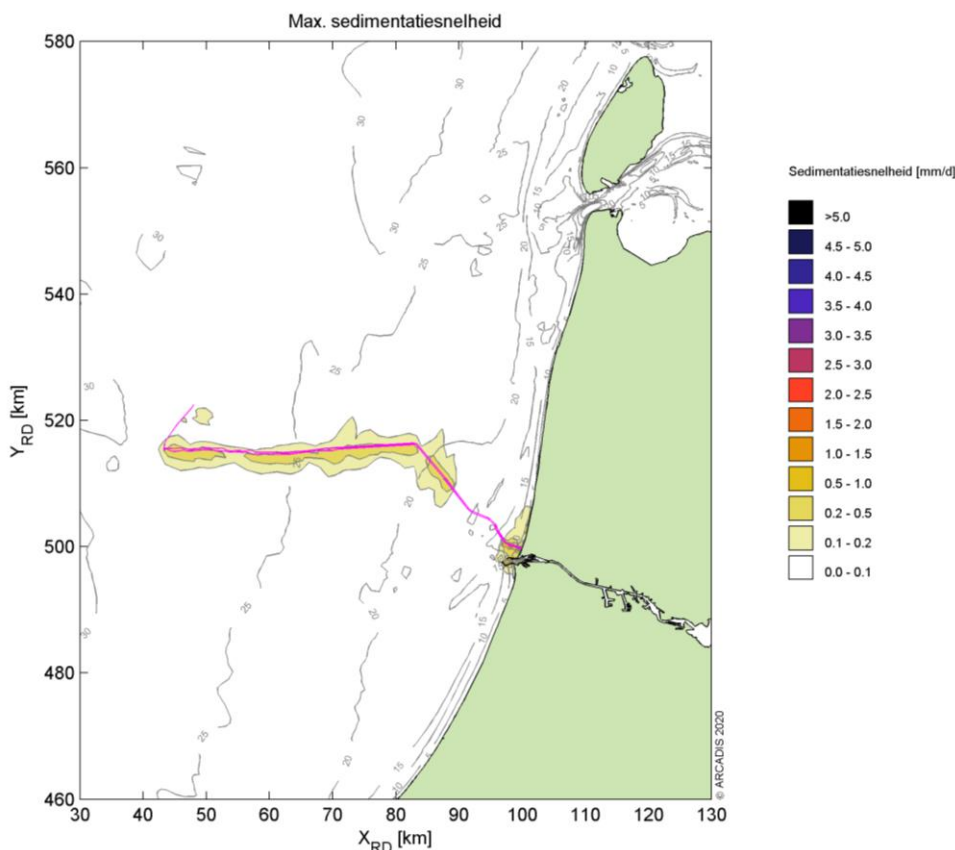 Max. sedimentatiesnelheid
580
560
540
520
500
480
460
30 40 50 60 70 80 90 100 110 120 130
Y_RD [km]
X_RD [km]
Sedimentatiesnelheid [mm/d]
>5.0
4.5 - 5.0
4.0 - 4.5
3.5 - 4.0
3.0 - 3.5
2.5 - 3.0
2.0 - 2.5
1.5 - 2.0
1.0 - 1.5
0.5 - 1.0
0.2 - 0.5
0.1 - 0.2
0.0 - 0.1
© ARCADIS 2020